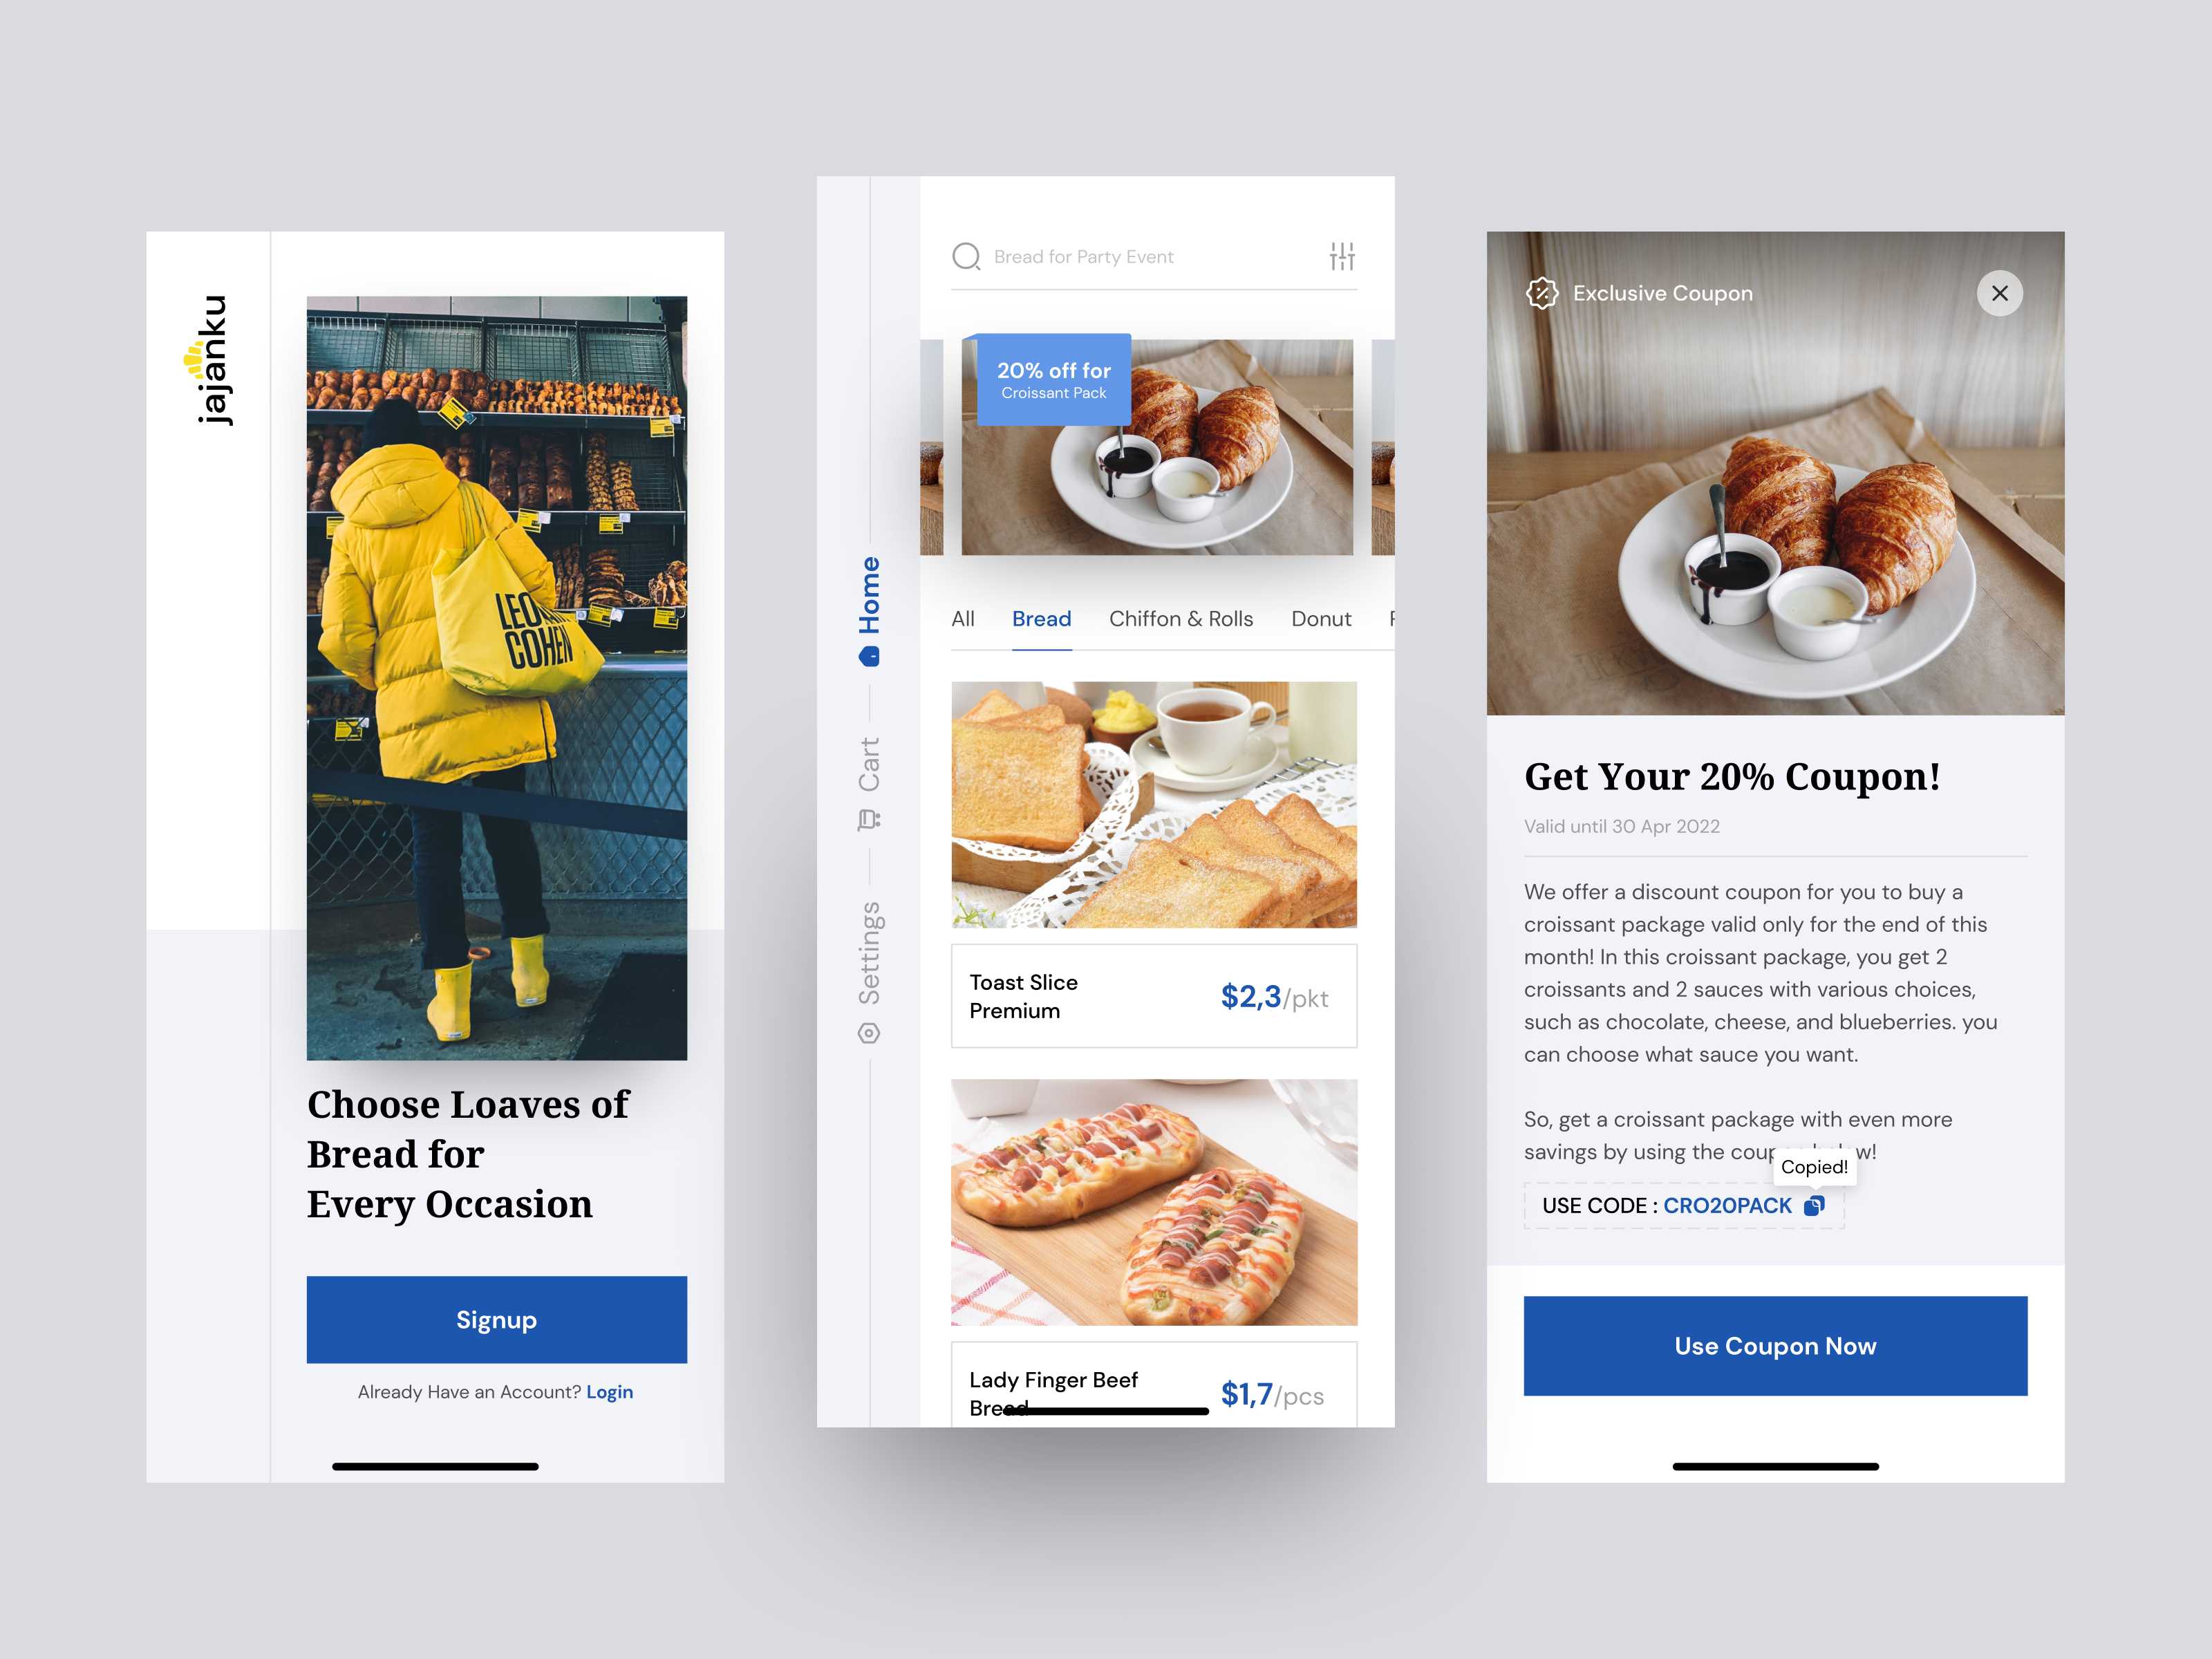 jajanku
LEO
COHEN
Choose Loaves of
Bread for
Every Occasion
Signup
Already Have an Account? Login
Home
Cart
Settings
Bread for Party Event
20% off for
Croissant Pack
All Bread Chiffon & Rolls Donut
Toast Slice
Premium
$2,3/pkt
Lady Finger Beef
Bread
$1,7/pcs
Exclusive Coupon
Get Your 20% Coupon!
Valid until 30 Apr 2022
We offer a discount coupon for you to buy a
croissant package valid only for the end of this
month! In this croissant package, you get 2
croissants and 2 sauces with various choices,
such as chocolate, cheese, and blueberries. you
can choose what sauce you want.
So, get a croissant package with even more
savings by using the
Copied!
USE CODE : CRO20PACK
Use Coupon Now